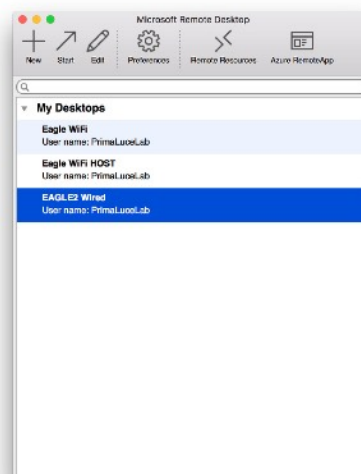 Microsoft Remote Desktop
New Start Edit Preferences Remote Resources Azure RemoteApp
My Desktops
Eagle WiFi
User name: PrimaLuceLab
Eagle WiFi HOST
User name: PrimaLuceLab
EAGLE2 Wired
User name: PrimaLuceLab